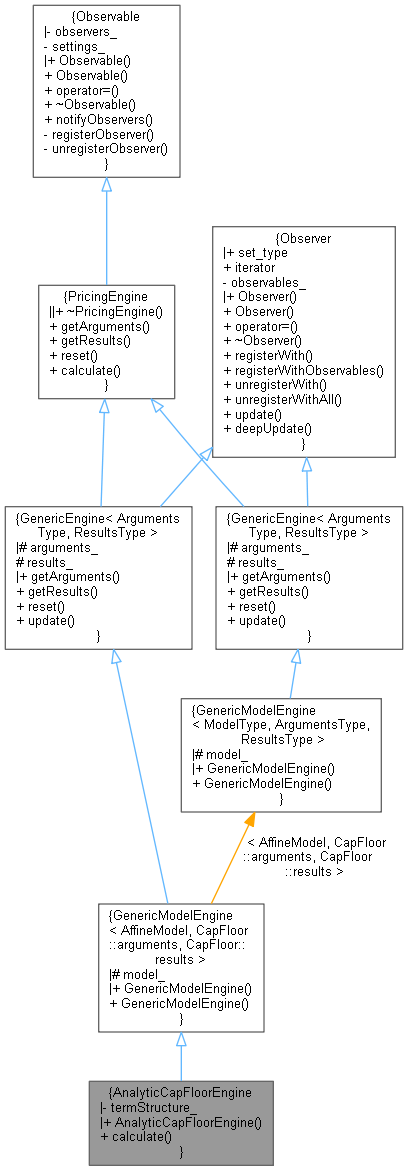 {Observable
|- observers_
- settings_
|+ Observable()
+ Observable()
+ operator=()
+ ~Observable()
+ notifyObservers()
- registerObserver()
- unregisterObserver()
}
{Observer
|+ set_type
+ iterator
- observables_
|+ Observer()
+ Observer()
+ operator=()
+ ~Observer()
+ registerWith()
+ registerWithObservables()
+ unregisterWith()
+ unregisterWithAll()
+ update()
+ deepUpdate()
}
{PricingEngine
||+ ~PricingEngine()
+ getArguments()
+ getResults()
+ reset()
+ calculate()
}
{GenericEngine< Arguments
Type, ResultsType >
|# arguments_
# results_
|+ getArguments()
+ getResults()
+ reset()
+ update()
}
{GenericEngine< Arguments
Type, ResultsType >
|# arguments_
# results_
|+ getArguments()
+ getResults()
+ reset()
+ update()
}
{GenericModelEngine
< ModelType, ArgumentsType,
ResultsType >
|# model_
|+ GenericModelEngine()
+ GenericModelEngine()
}
< AffineModel, CapFloor
::arguments, CapFloor
::results >
{GenericModelEngine
< AffineModel, CapFloor
::arguments, CapFloor::
results >
|# model_
|+ GenericModelEngine()
+ GenericModelEngine()
}
{AnalyticCapFloorEngine
|- termStructure_
|+ AnalyticCapFloorEngine()
+ calculate()
}